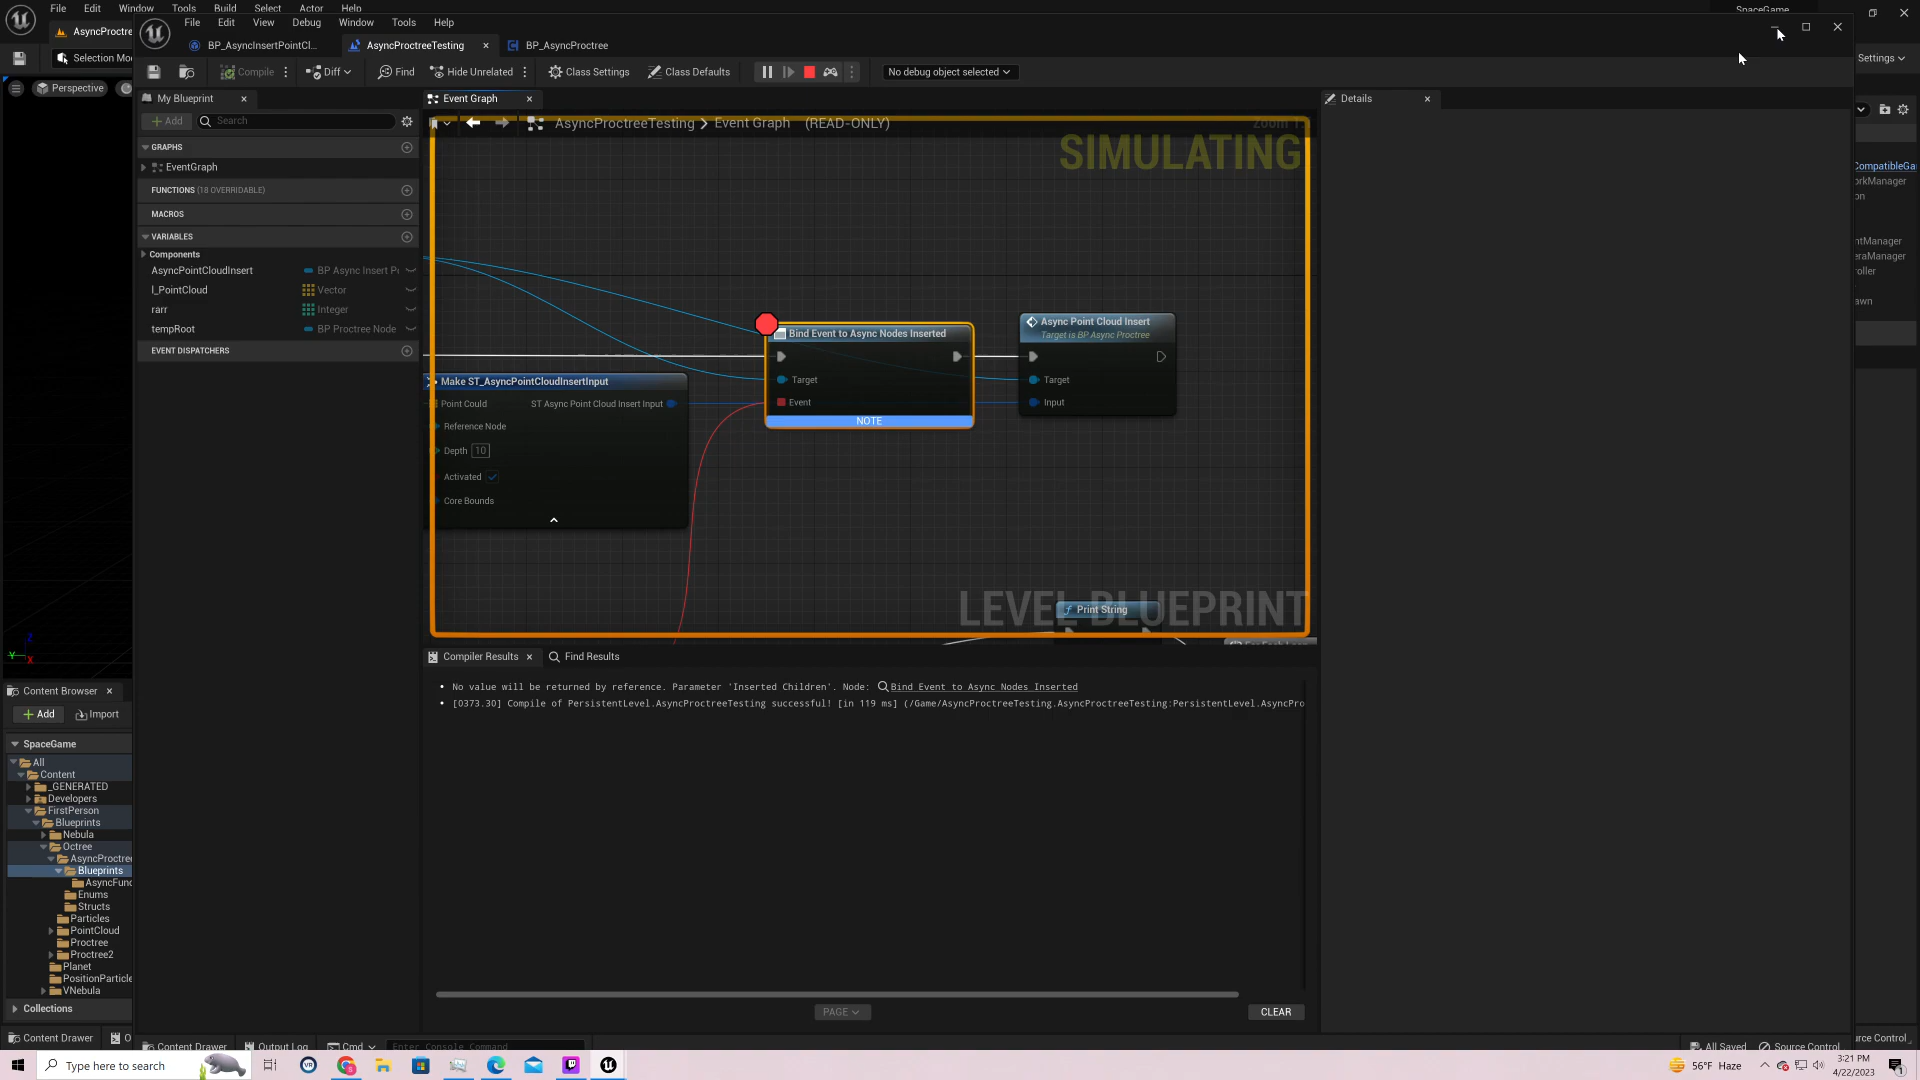 File Edit Window Tools Build Select Actor Help
SpaceGame
File Edit View Debug Window Tools Help
AsyncProctre
BP_AsyncInsertPointCl...
AsyncProctreeTesting
BP_AsyncProctree
Selection Mod
Compile
Diff
Find
Hide Unrelated
Class Settings
Class Defaults
No debug object selected
Settings
Perspective
My Blueprint
Event Graph
Details
Add
Search
AsyncProctreeTesting > Event Graph (READ-ONLY)
SIMULATING
GRAPHS
EventGraph
FUNCTIONS (18 OVERRIDABLE)
MACROS
VARIABLES
Components
AsyncPointCloudInsert BP Async Insert Po
l_PointCloud Vector
rarr Integer
tempRoot BP Proctree Node
EVENT DISPATCHERS
CompatibleGa
orkManager
on
ntManager
eraManager
roller
awn
Bind Event to Async Nodes Inserted
Target
Event
NOTE
Async Point Cloud Insert
Target is BP Async Proctree
Target
Input
Make ST_AsyncPointCloudInsertInput
Point Could ST Async Point Cloud Insert Input
Reference Node
Depth 10
Activated
Core Bounds
LEVEL BLUEPRINT
Print String
Z
Y
X
Compiler Results
Find Results
No value will be returned by reference. Parameter 'Inserted Children'. Node: Bind Event to Async Nodes Inserted
[0373.30] Compile of PersistentLevel.AsyncProctreeTesting successful! [in 119 ms] (/Game/AsyncProctreeTesting.AsyncProctreeTesting:PersistentLevel.AsyncPro
Content Browser
Add
Import
SpaceGame
All
Content
_GENERATED
Developers
FirstPerson
Blueprints
Nebula
Octree
AsyncProctree
Blueprints
AsyncFunc
Enums
Structs
Particles
PointCloud
Proctree
Proctree2
Planet
PositionParticle
VNebula
Collections
PAGE
CLEAR
Content Drawer
Content Drawer
Output Log
Cmd
Enter Console Command
All Saved
Source Control
urce Control
Type here to search
56°F Haze
3:21 PM
4/22/2023
1